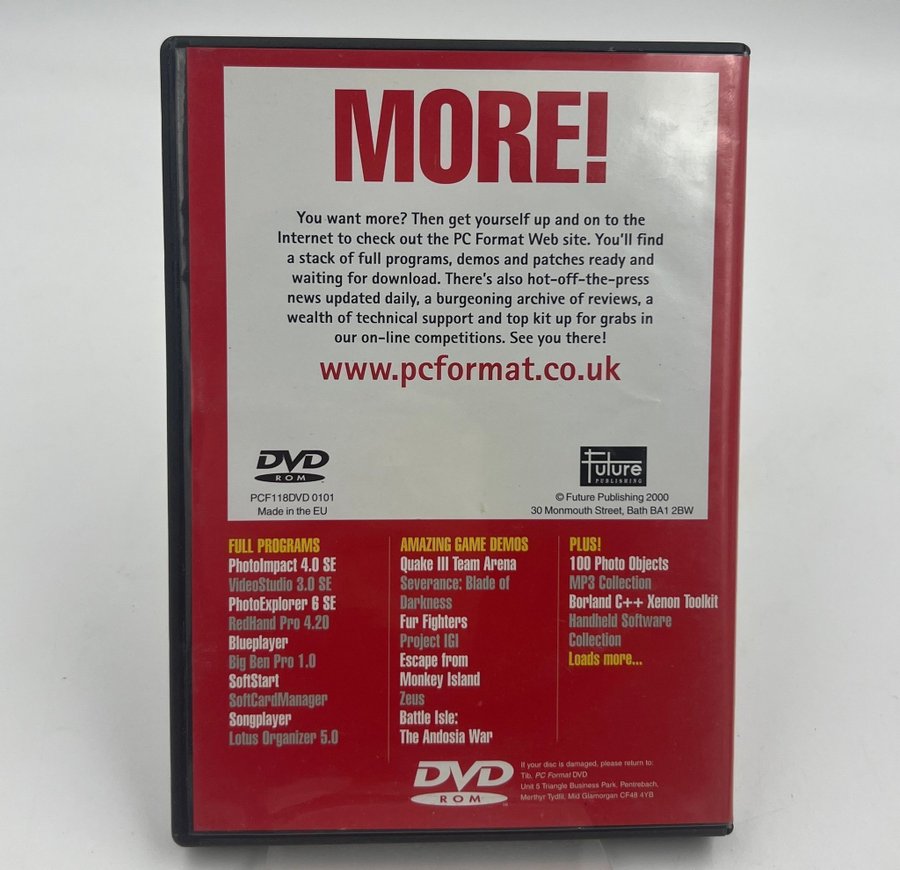 MORE!
You want more? Then get yourself up and on to the
Internet to check out the PC Format Web site. You'll find
a stack of full programs, demos and patches ready and
waiting for download. There's also hot-off-the-press
news updated daily, a burgeoning archive of reviews, a
wealth of technical support and top kit up for grabs in
our on-line competitions. See you there!
www.pcformat.co.uk
DVD
ROM
PCF118DVD 0101
Made in the EU
Future
PUBLISHING
© Future Publishing 2000
30 Monmouth Street, Bath BA1 2BW
FULL PROGRAMS
PhotoImpact 4.0 SE
VideoStudio 3.0 SE
PhotoExplorer 6 SE
RedHand Pro 4.20
Blueplayer
Big Ben Pro 1.0
SoftStart
SoftCardManager
Songplayer
Lotus Organizer 5.0
AMAZING GAME DEMOS
Quake III Team Arena
Severance: Blade of
Darkness
Fur Fighters
Project IGI
Escape from
Monkey Island
Zeus
Battle Isle:
The Andosia War
PLUS!
100 Photo Objects
MP3 Collection
Borland C++ Xenon Toolkit
Handheld Software
Collection
Loads more...
DVD
ROM
TM
If your disc is damaged, please return to:
Tib, PC Format DVD
Unit 5 Triangle Business Park, Pentrebach,
Merthyr Tydfil, Mid Glamorgan CF48 4YB